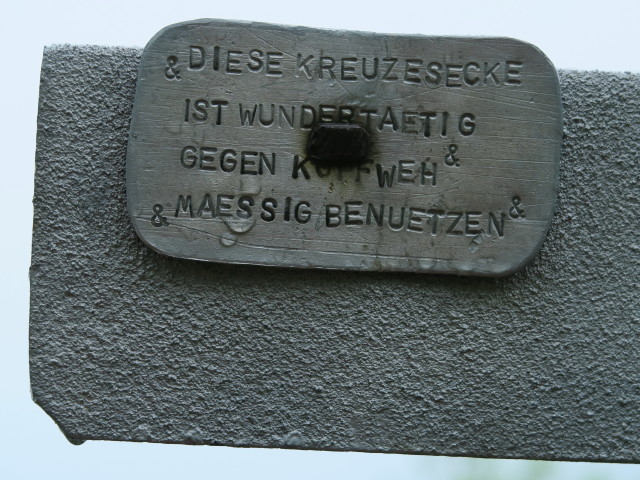 & DIESE KREUZESECKE
IST WUNDERTAETIG
GEGEN KOPFWEH &
& MAESSIG BENUETZEN &